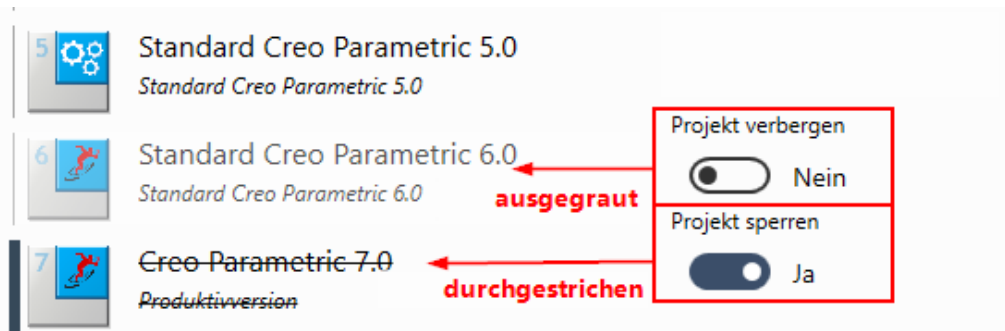 5
Standard Creo Parametric 5.0
Standard Creo Parametric 5.0
Projekt verbergen
6
Standard Creo Parametric 6.0
Nein
Standard Creo Parametric 6.0
ausgegraut
Projekt sperren
7
Creo Parametric 7.0
Ja
durchgestrichen
Produktivversion